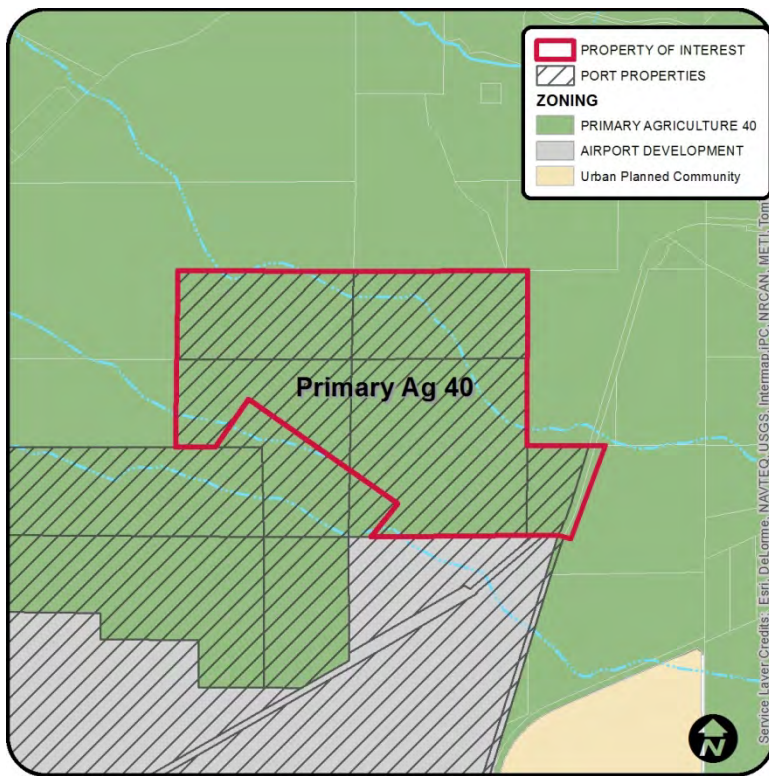 PROPERTY OF INTEREST
PORT PROPERTIES
ZONING
PRIMARY AGRICULTURE 40
AIRPORT DEVELOPMENT
Urban Planned Community
Primary Ag 40
N
Service Layer Credits: Esri, DeLorme, NAVTEQ, USGS, Intermap, iPC, NRCAN, METI, Tom